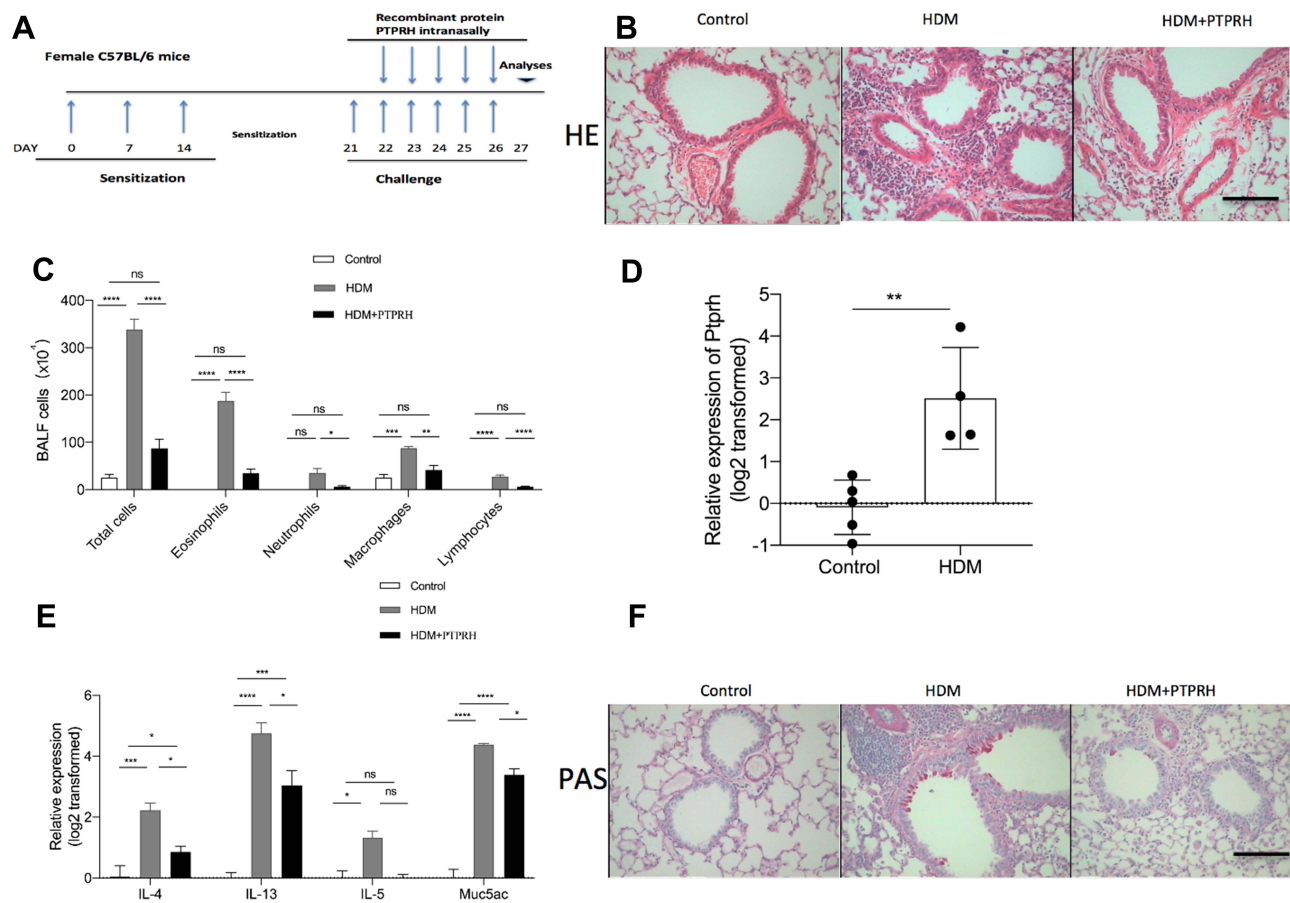 A
Recombinant protein
PTPRH intranasally
Female C57BL/6 mice
Analyses
Sensitization
DAY 0 7 14 21 22 23 24 25 26 27
Sensitization Challenge
B
Control HDM HDM+PTPRH
HE
C
Control
HDM
HDM+PTPRH
BALF cells (x10⁻⁴)
400
300
200
100
0
ns
**** ****
ns
**** ****
ns
ns *
ns
*** **
ns
**** ****
Total cells
Eosinophils
Neutrophils
Macrophages
Lymphocytes
D
Relative expression of Ptprh
(log2 transformed)
5
4
3
2
1
0
-1
**
Control HDM
E
Control
HDM
HDM+PTPRH
Relative expression
(log2 transformed)
6
4
2
0
*
*** *
***
**** *
ns
* ns
****
**** *
IL-4 IL-13 IL-5 Muc5ac
F
Control HDM HDM+PTPRH
PAS